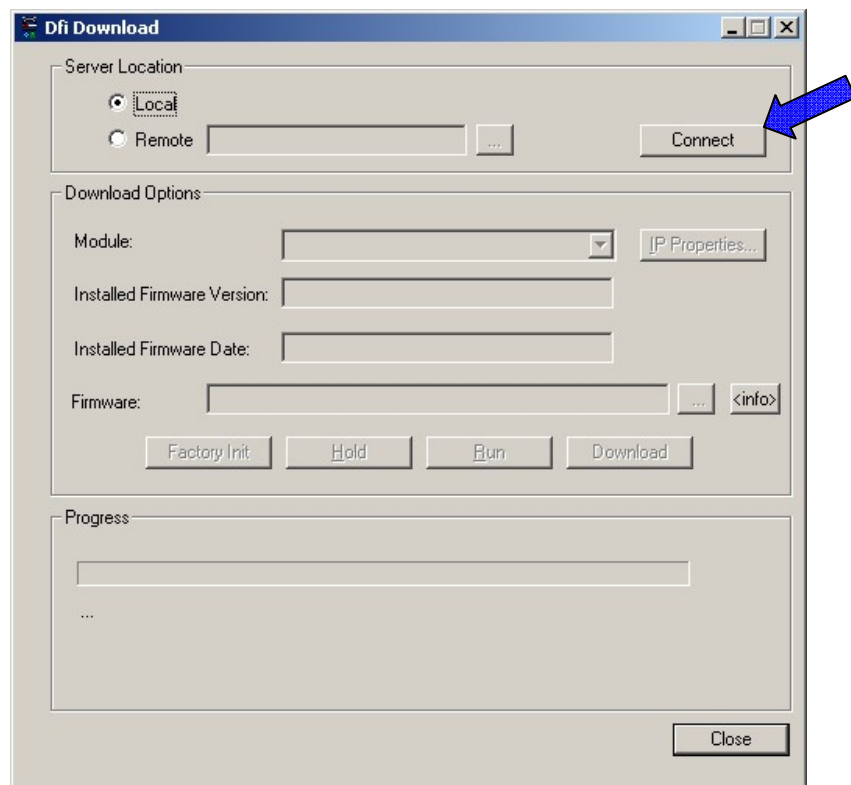 Dfi Download
Server Location
Local
Remote
...
Connect
Download Options
Module:
IP Properties...
Installed Firmware Version:
Installed Firmware Date:
Firmware:
...
<info>
Factory Init
Hold
Run
Download
Progress
...
Close